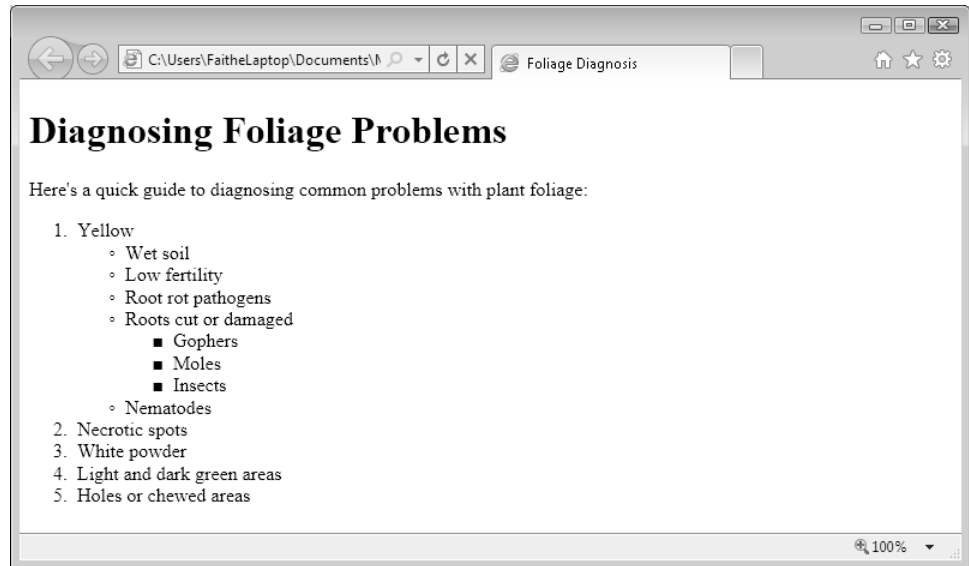 C:\Users\FaitheLaptop\Documents\
Foliage Diagnosis
Diagnosing Foliage Problems
Here's a quick guide to diagnosing common problems with plant foliage:
1. Yellow
◦ Wet soil
◦ Low fertility
◦ Root rot pathogens
◦ Roots cut or damaged
▪ Gophers
▪ Moles
▪ Insects
◦ Nematodes
2. Necrotic spots
3. White powder
4. Light and dark green areas
5. Holes or chewed areas
100%